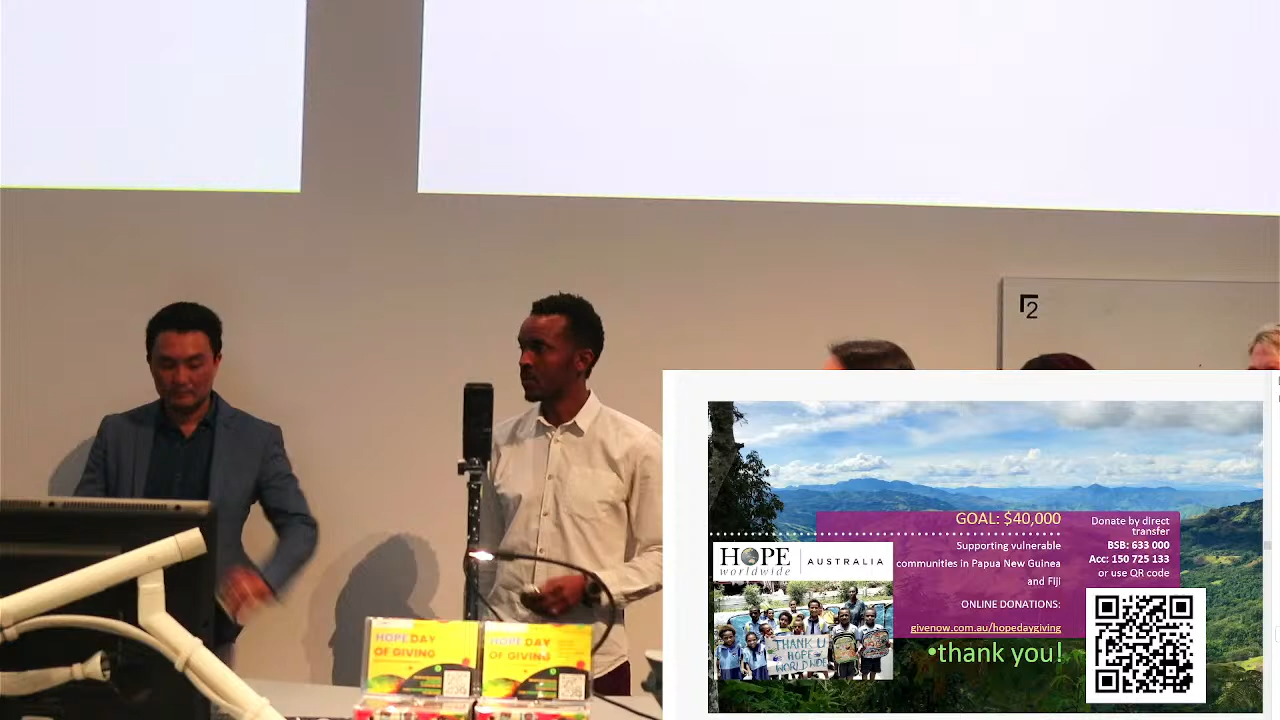 2
HOPE DAY
OF GIVING
HOPE DAY
OF GIVING
GOAL: $40,000
Supporting vulnerable
communities in Papua New Guinea
and Fiji
ONLINE DONATIONS:
givenow.com.au/hopedaygiving
•thank you!
Donate by direct
transfer
BSB: 633 000
Acc: 150 725 133
or use QR code
HOPE
worldwide
AUSTRALIA
THANK U
HOPE
WORLDWIDE